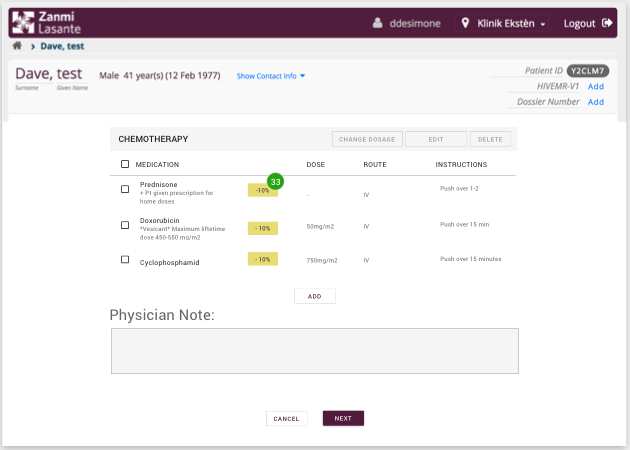 Zanmi
Lasante
ddesimone
Klinik Ekstèn
Logout
Dave, test
Dave, test
Surname
Given Name
Male 41 year(s) (12 Feb 1977)
Show Contact Info
Patient ID Y2CLM7
HIVEMR-V1 Add
Dossier Number Add
CHEMOTHERAPY
CHANGE DOSAGE
EDIT
DELETE
MEDICATION DOSE ROUTE INSTRUCTIONS
33
Prednisone
+ Pt given prescription for
home doses
-10%
-
IV
Push over 1-2
Doxorubicin
*Vesicant* Maximum liftetime
dose 450-550 mg/m2
- 10%
50mg/m2
IV
Push over 15 min
Cyclophosphamid
- 10%
750mg/m2
IV
Push over 15 minutes
ADD
Physician Note:
CANCEL
NEXT